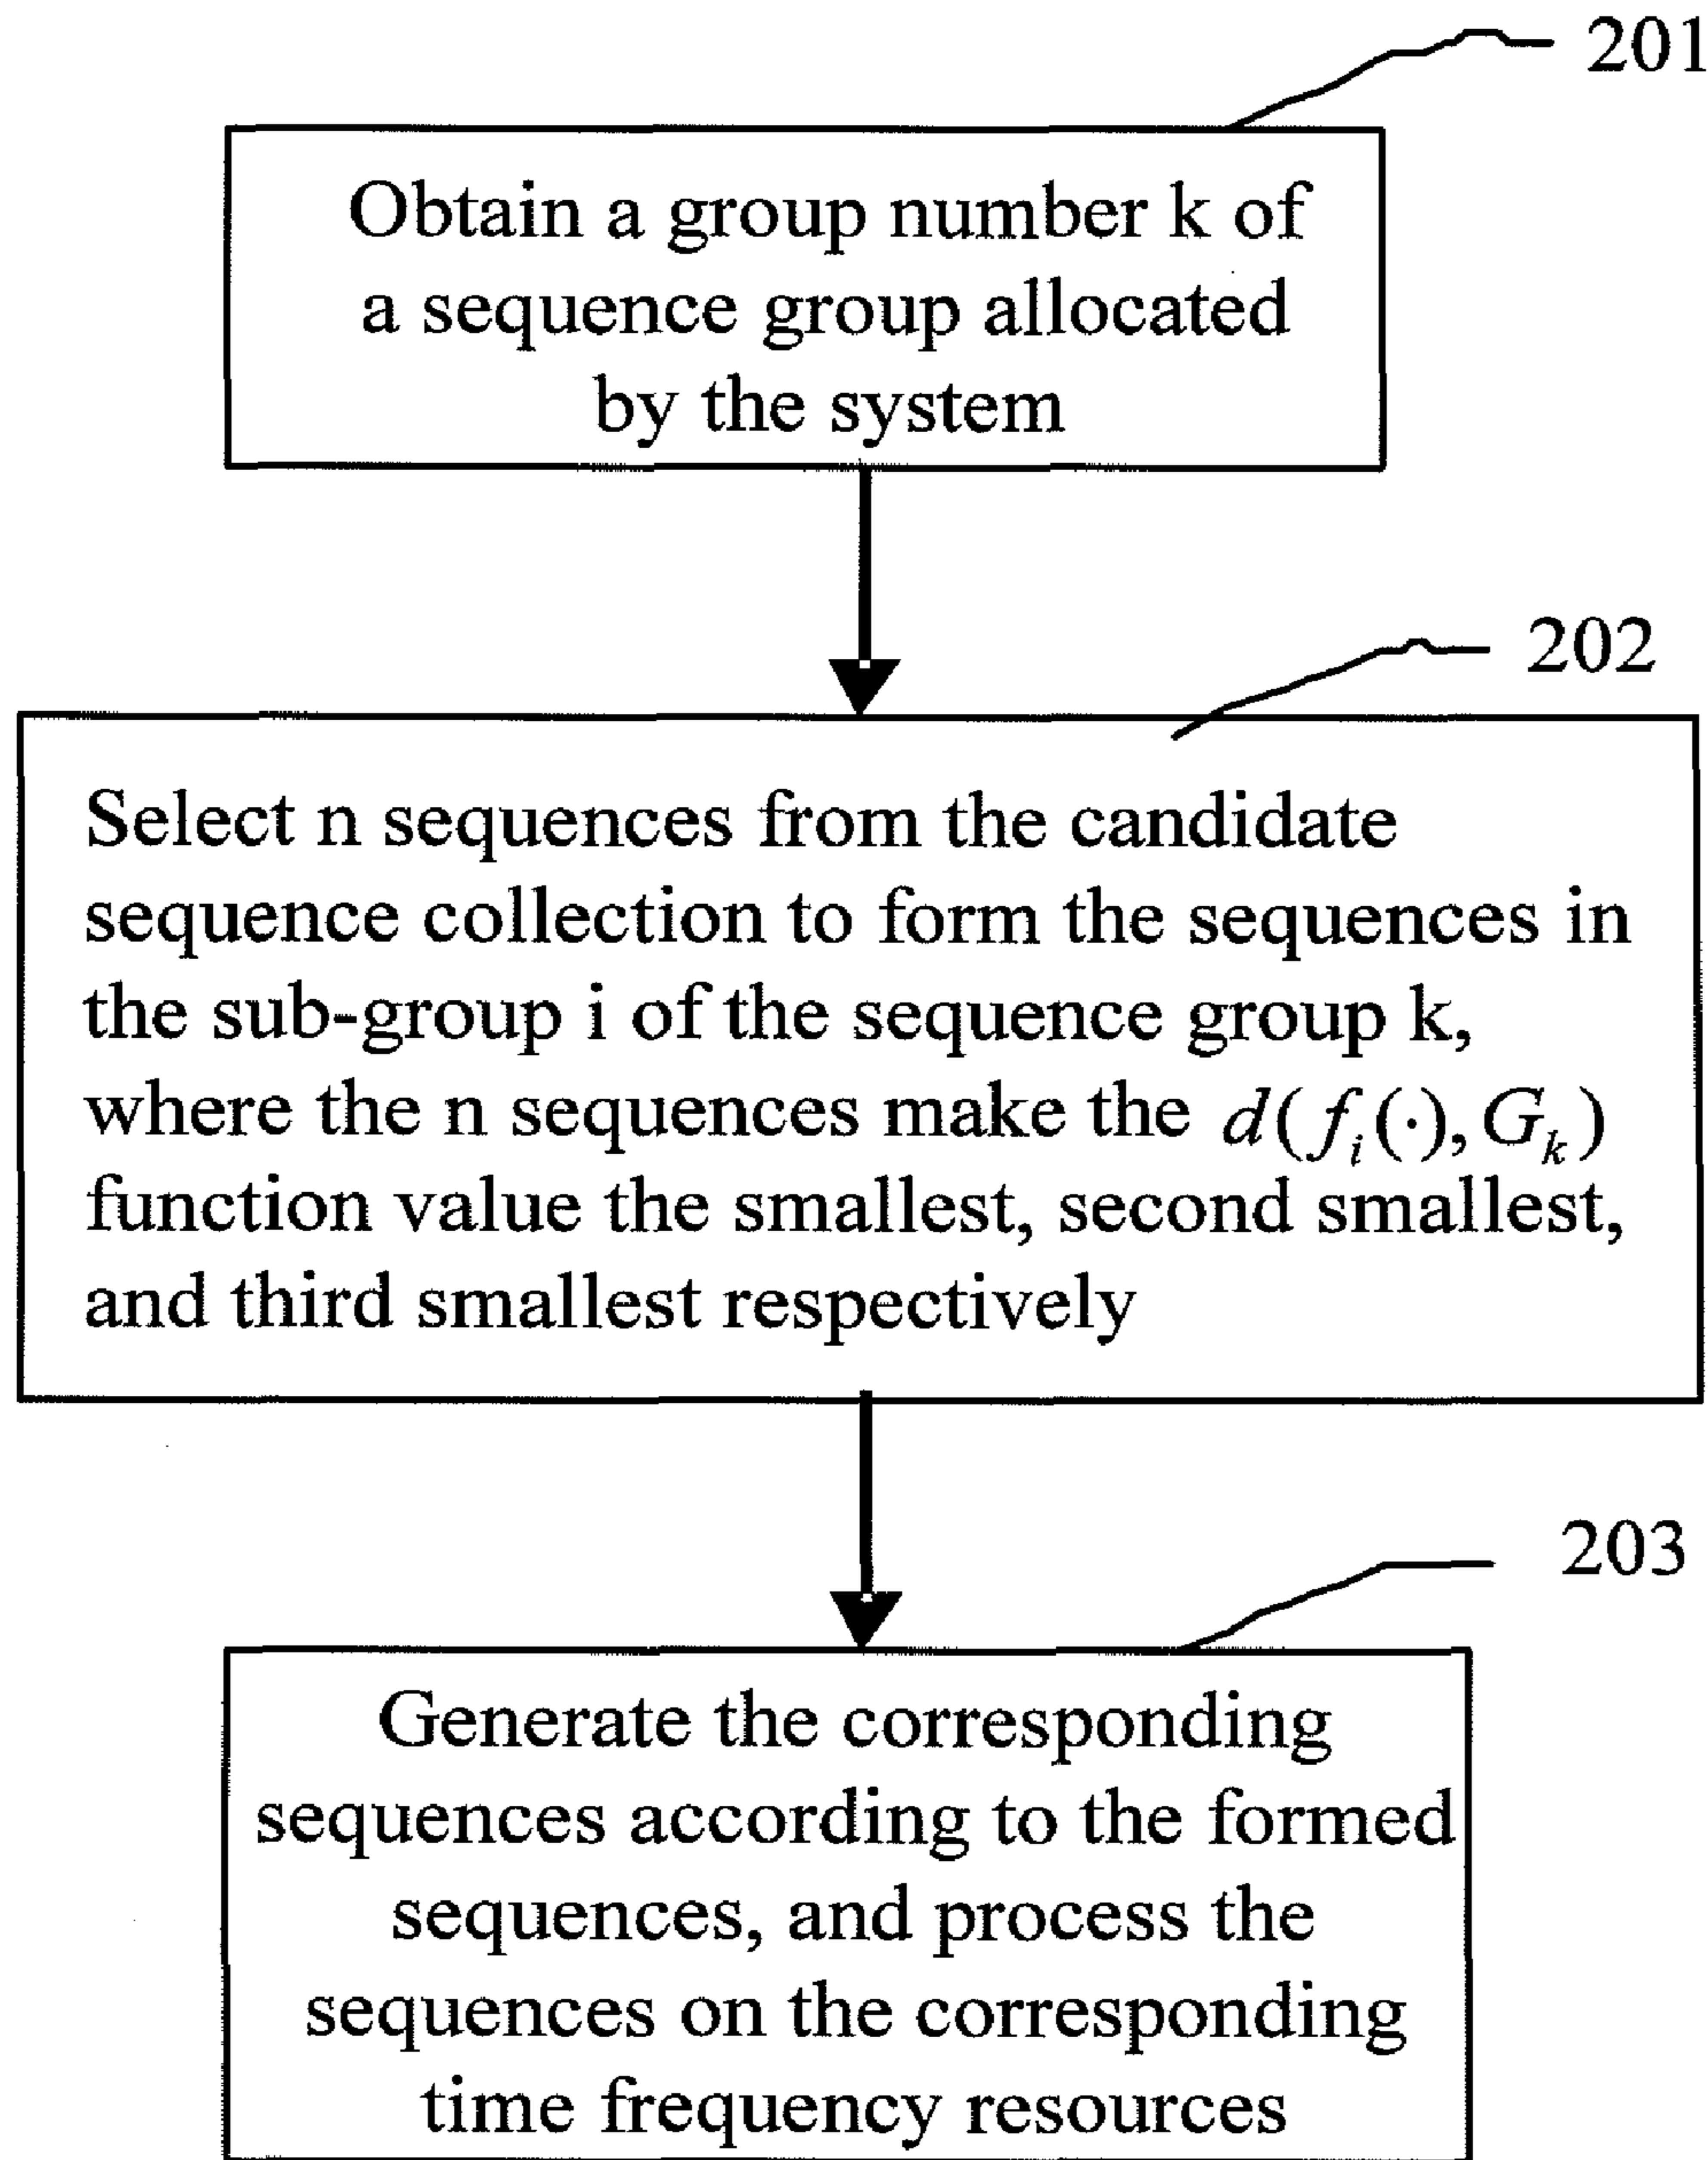 201
Obtain a group number k of
a sequence group allocated
by the system
202
Select n sequences from the candidate
sequence collection to form the sequences in
the sub-group i of the sequence group k,
where the n sequences make the d(f_i(·), G_k)
function value the smallest, second smallest,
and third smallest respectively
203
Generate the corresponding
sequences according to the formed
sequences, and process the
sequences on the corresponding
time frequency resources